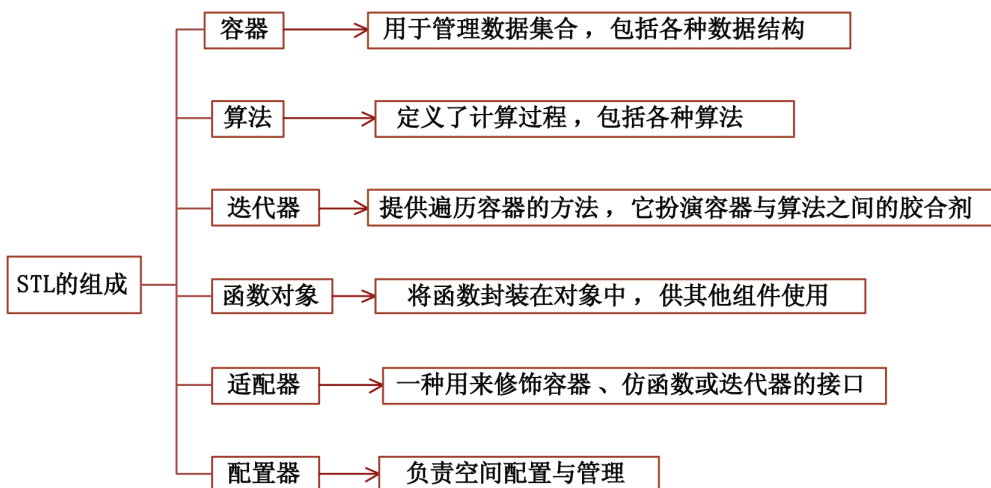 容器
用于管理数据集合，包括各种数据结构
算法
定义了计算过程，包括各种算法
迭代器
提供遍历容器的方法，它扮演容器与算法之间的胶合剂
STL的组成
函数对象
将函数封装在对象中，供其他组件使用
适配器
一种用来修饰容器、仿函数或迭代器的接口
配置器
负责空间配置与管理